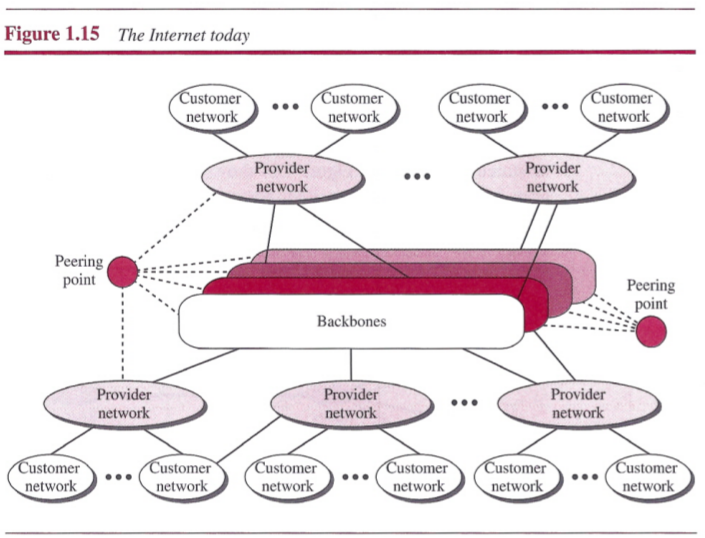 Figure 1.15 The Internet today
Customer
network
Customer
network
Customer
network
Customer
network
Provider
network
Provider
network
Peering
point
Peering
point
Backbones
Provider
network
Provider
network
Provider
network
Customer
network
Customer
network
Customer
network
Customer
network
Customer
network
Customer
network